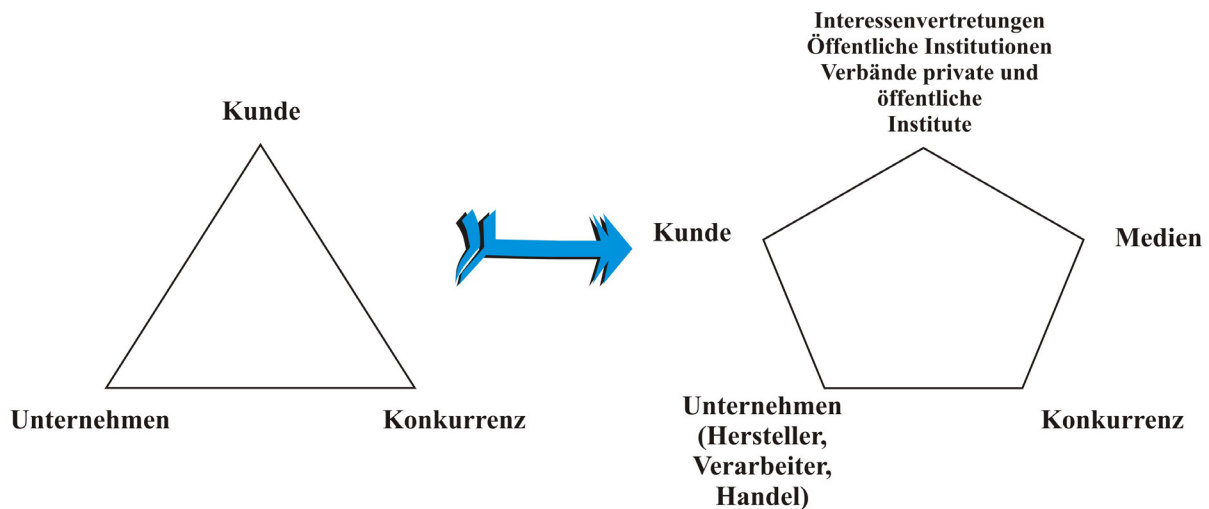 Kunde
Unternehmen
Konkurrenz
Interessenvertretungen
Öffentliche Institutionen
Verbände private und
öffentliche
Institute
Kunde
Medien
Unternehmen
(Hersteller,
Verarbeiter,
Handel)
Konkurrenz